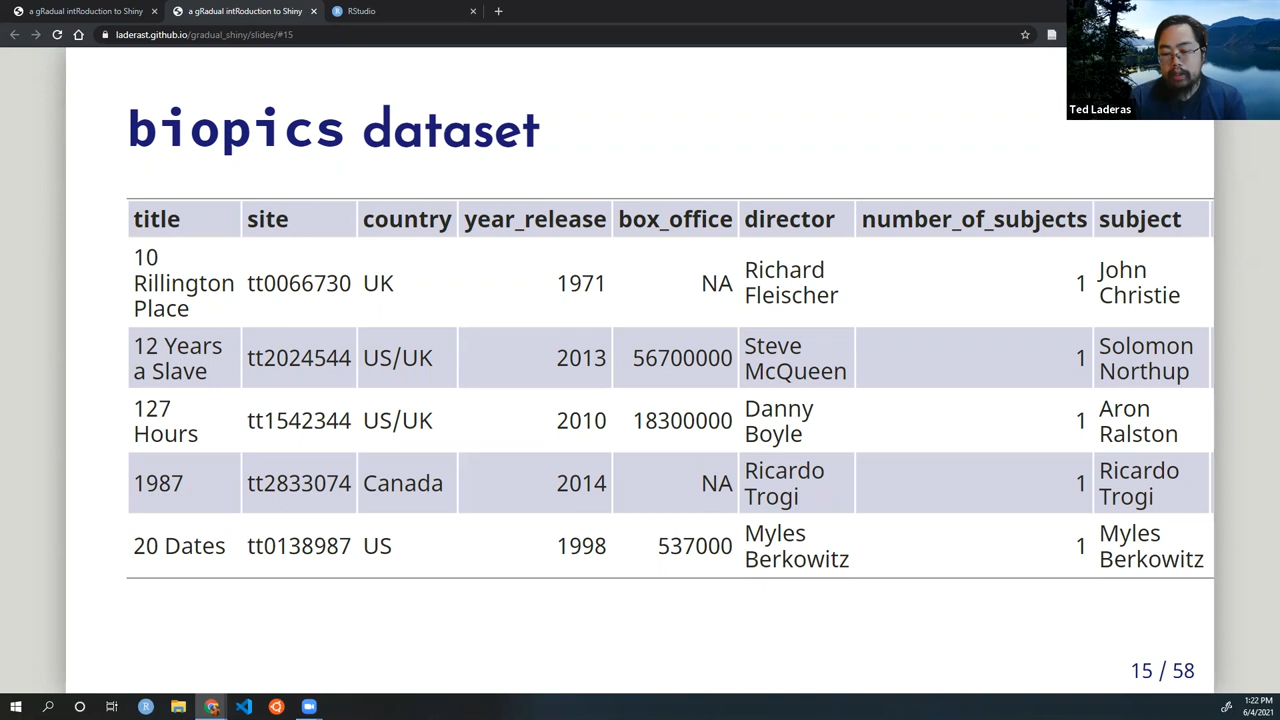 a gRadual intRoduction to Shiny
a gRadual intRoduction to Shiny
RStudio
laderast.github.io/gradual_shiny/slides/#15
Ted Laderas
biopics dataset
title site country year_release box_office director number_of_subjects subject
10 Rillington Place tt0066730 UK 1971 NA Richard Fleischer 1 John Christie
12 Years a Slave tt2024544 US/UK 2013 56700000 Steve McQueen 1 Solomon Northup
127 Hours tt1542344 US/UK 2010 18300000 Danny Boyle 1 Aron Ralston
1987 tt2833074 Canada 2014 NA Ricardo Trogi 1 Ricardo Trogi
20 Dates tt0138987 US 1998 537000 Myles Berkowitz 1 Myles Berkowitz
15 / 58
1:22 PM
6/4/2021